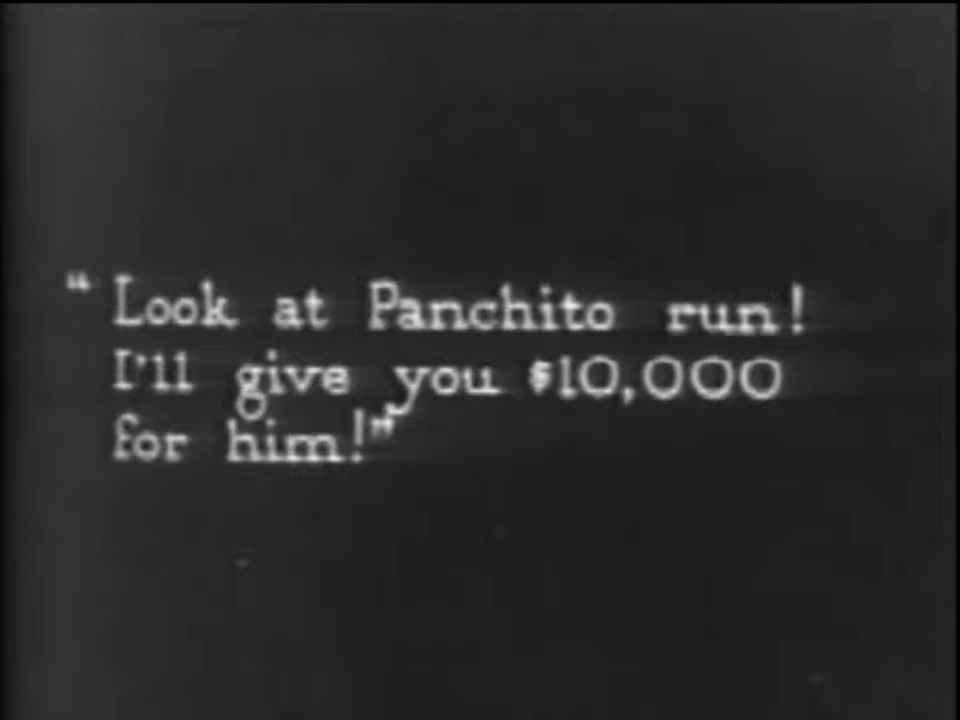 “Look at Panchito run!
I'll give you $10,000
for him!”